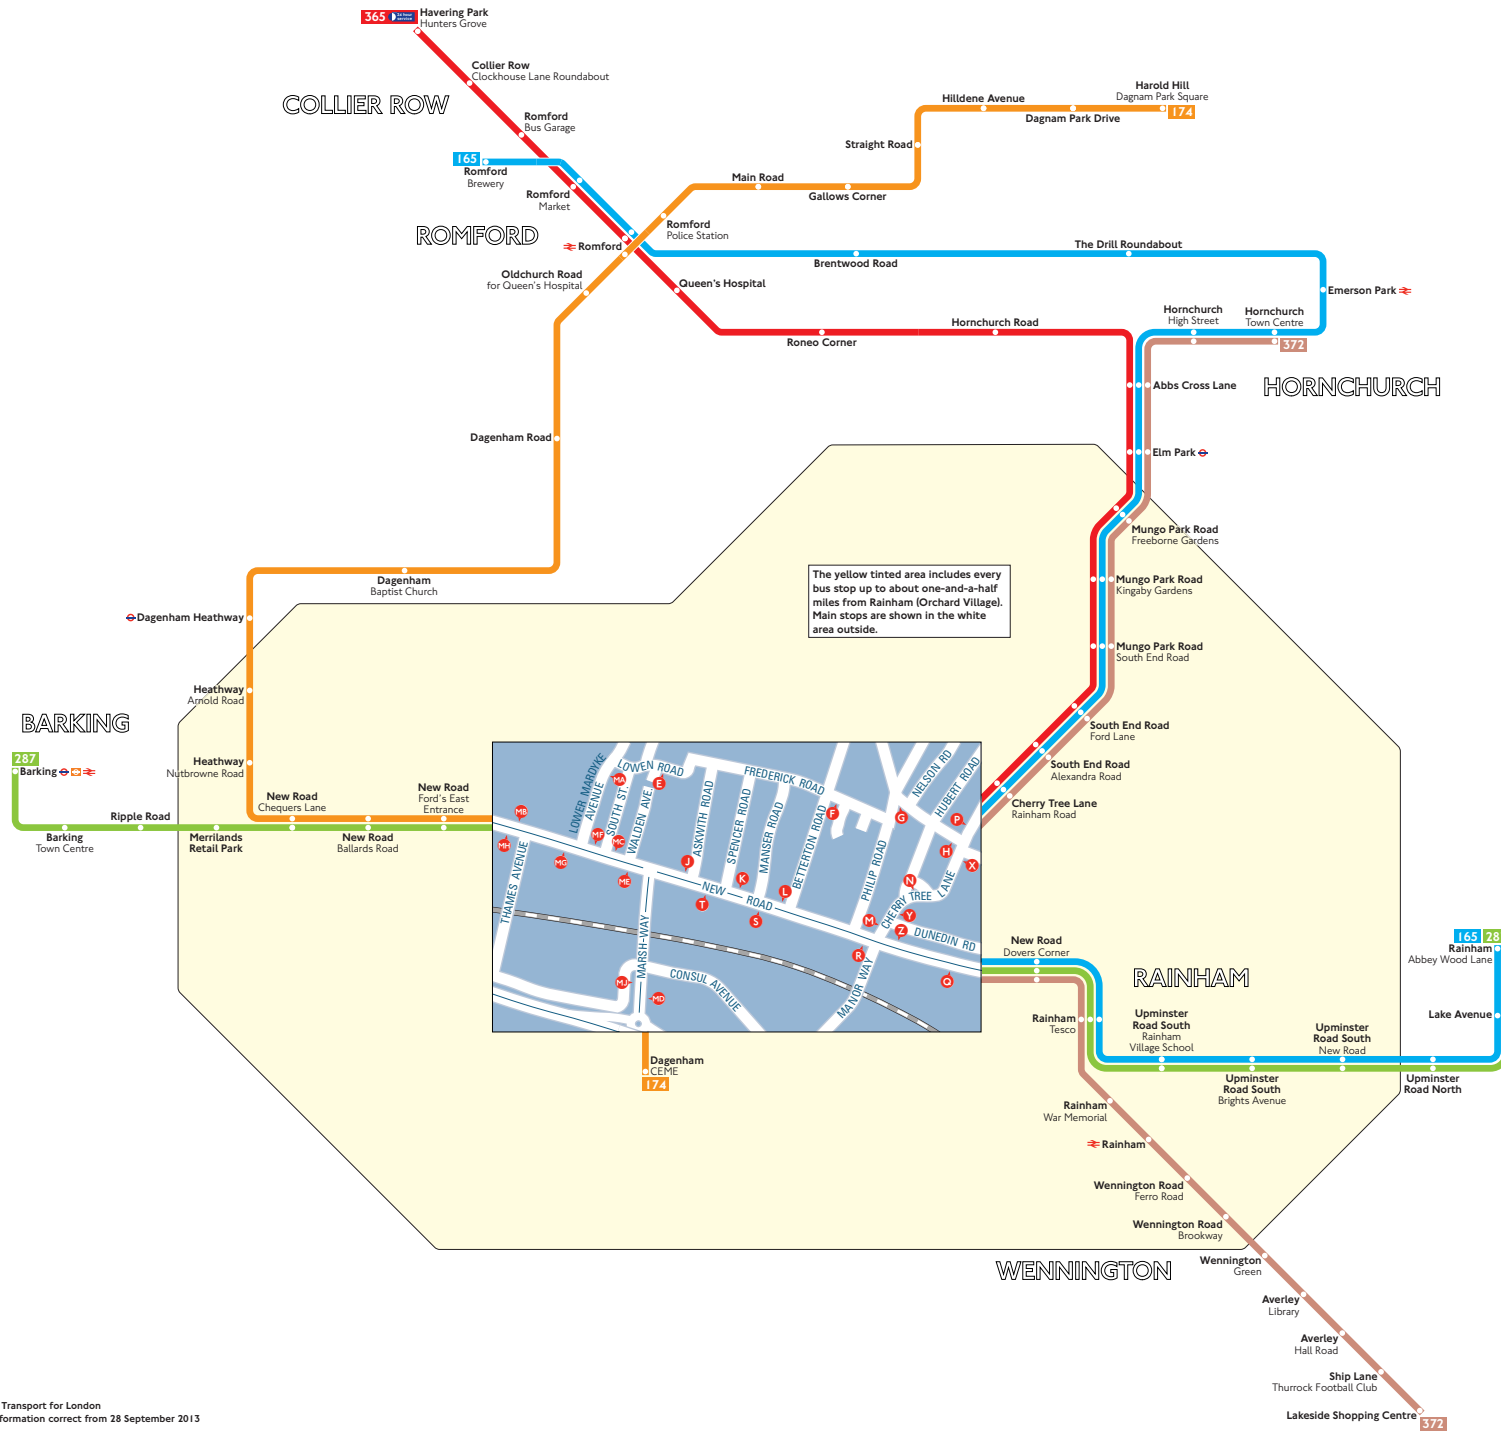 365
24 hour
service
Havering Park
Hunters Grove
Collier Row
Clockhouse Lane Roundabout
COLLIER ROW
Romford
Bus Garage
Hilldene Avenue
Harold Hill
Dagnam Park Square
174
Dagnam Park Drive
Straight Road
165
Romford
Brewery
Romford
Market
Main Road
Gallows Corner
ROMFORD
Romford
Romford
Police Station
The Drill Roundabout
Brentwood Road
Oldchurch Road
for Queen's Hospital
Queen's Hospital
Emerson Park
Hornchurch
High Street
Hornchurch
Town Centre
372
Hornchurch Road
Roneo Corner
Abbs Cross Lane
HORNCHURCH
Dagenham Road
Elm Park
Mungo Park Road
Freeborne Gardens
Dagenham
Baptist Church
The yellow tinted area includes every
bus stop up to about one-and-a-half
miles from Rainham (Orchard Village).
Main stops are shown in the white
area outside.
Mungo Park Road
Kingaby Gardens
Dagenham Heathway
Mungo Park Road
South End Road
Heathway
Arnold Road
BARKING
South End Road
Ford Lane
287
Barking
Heathway
Nutbrowne Road
South End Road
Alexandra Road
New Road
Chequers Lane
New Road
Ford's East
Entrance
Cherry Tree Lane
Rainham Road
Ripple Road
Barking
Town Centre
Merrilands
Retail Park
New Road
Ballards Road
LOWER MARDYKE
AVENUE
LOWEN ROAD
SOUTH ST.
WALDEN AVE.
FREDERICK ROAD
ASKWITH ROAD
SPENCER ROAD
MANSER ROAD
BETTERTON ROAD
PHILIP ROAD
NELSON RD
HUBERT ROAD
CHERRY TREE LANE
DUNEDIN RD
THAMES AVENUE
NEW ROAD
MARSH-WAY
CONSUL AVENUE
MANOR WAY
MA
E
MB
F
G
P
MH
MF
MC
H
MG
J
X
ME
K
N
L
T
S
M
Y
Z
R
MJ
MD
Q
New Road
Dovers Corner
RAINHAM
165
28
Rainham
Abbey Wood Lane
Rainham
Tesco
Upminster
Road South
Rainham
Village School
Upminster
Road South
New Road
Lake Avenue
Dagenham
CEME
174
Upminster
Road South
Brights Avenue
Upminster
Road North
Rainham
War Memorial
Rainham
Wennington Road
Ferro Road
Wennington Road
Brookway
WENNINGTON
Wennington
Green
Averley
Library
Averley
Hall Road
Ship Lane
Thurrock Football Club
Lakeside Shopping Centre
372
Transport for London
formation correct from 28 September 2013